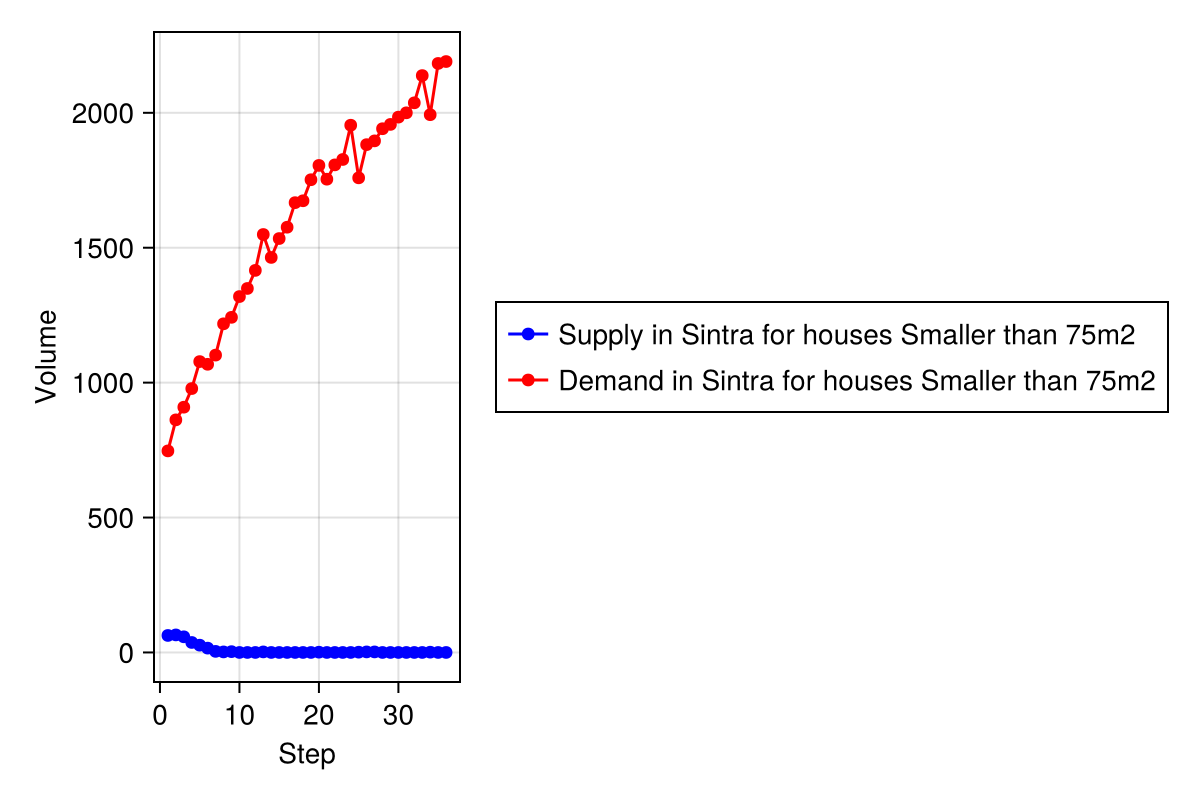 Volume
2000
1500
1000
500
0
0 10 20 30
Step
Supply in Sintra for houses Smaller than 75m2
Demand in Sintra for houses Smaller than 75m2